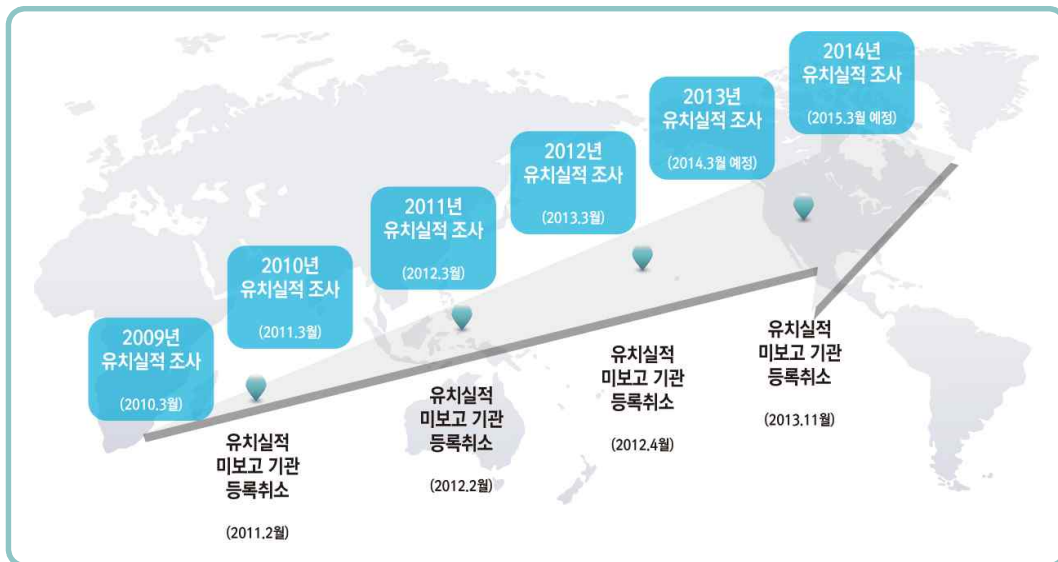 2009년
유치실적 조사
(2010.3월)
2010년
유치실적 조사
(2011.3월)
2011년
유치실적 조사
(2012.3월)
2012년
유치실적 조사
(2013.3월)
2013년
유치실적 조사
(2014.3월 예정)
2014년
유치실적 조사
(2015.3월 예정)
유치실적
미보고 기관
등록취소
(2011.2월)
유치실적
미보고 기관
등록취소
(2012.2월)
유치실적
미보고 기관
등록취소
(2012.4월)
유치실적
미보고 기관
등록취소
(2013.11월)